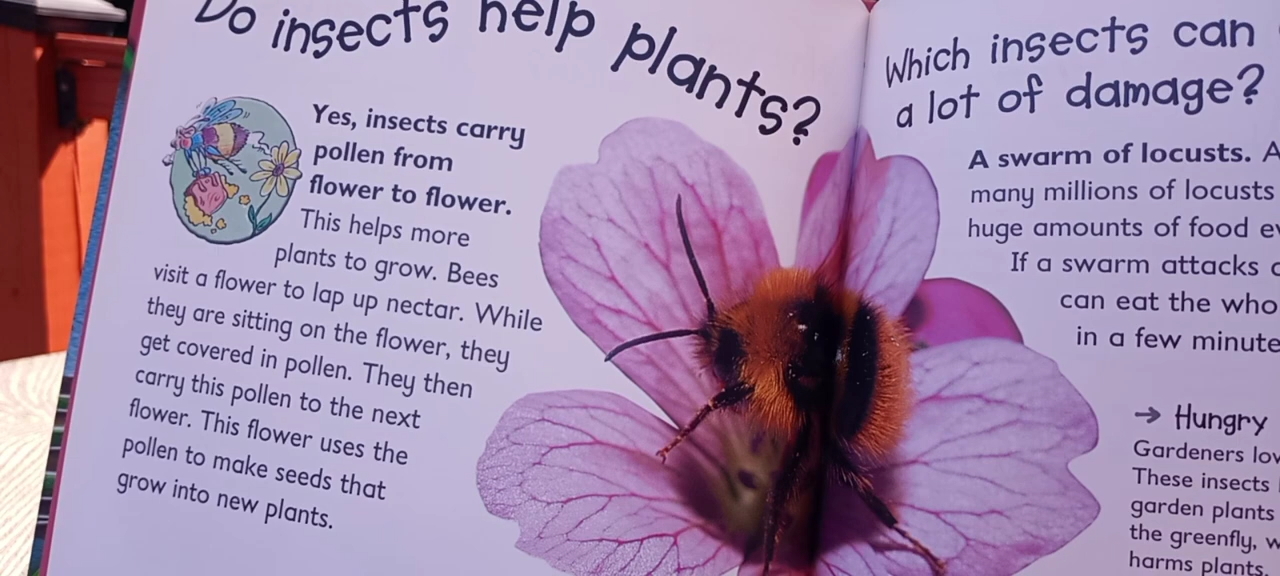 Do insects help plants?
Yes, insects carry
pollen from
flower to flower.
This helps more
plants to grow. Bees
visit a flower to lap up nectar. While
they are sitting on the flower, they
get covered in pollen. They then
carry this pollen to the next
flower. This flower uses the
pollen to make seeds that
grow into new plants.
Which insects can
a lot of damage?
A swarm of locusts. A
many millions of locusts
huge amounts of food
If a swarm attacks
can eat the
in a few
→ Hungry
Gardeners
These insects
garden plants
the greenfly,
harms plants.